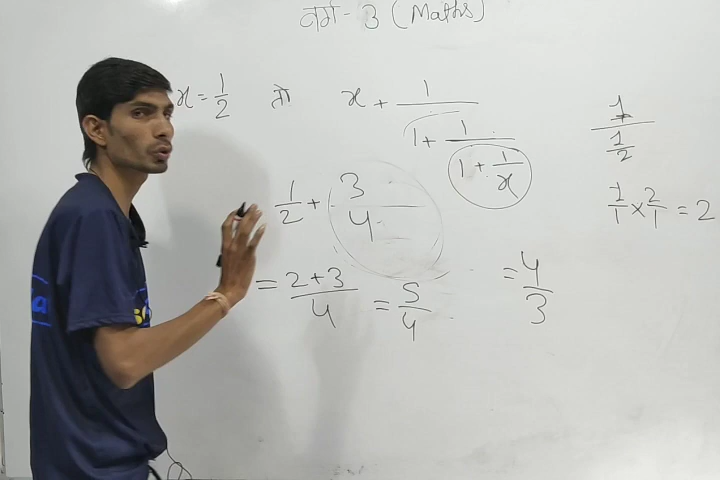 वर्ग - 3 (Maths)
x = 1/2 तो x + 1/(1 + 1/(1 + 1/x))
1/(1/2)
1/1 × 2/1 = 2
1/2 + 3/4
= (2+3)/4 = 5/4
= 4/3